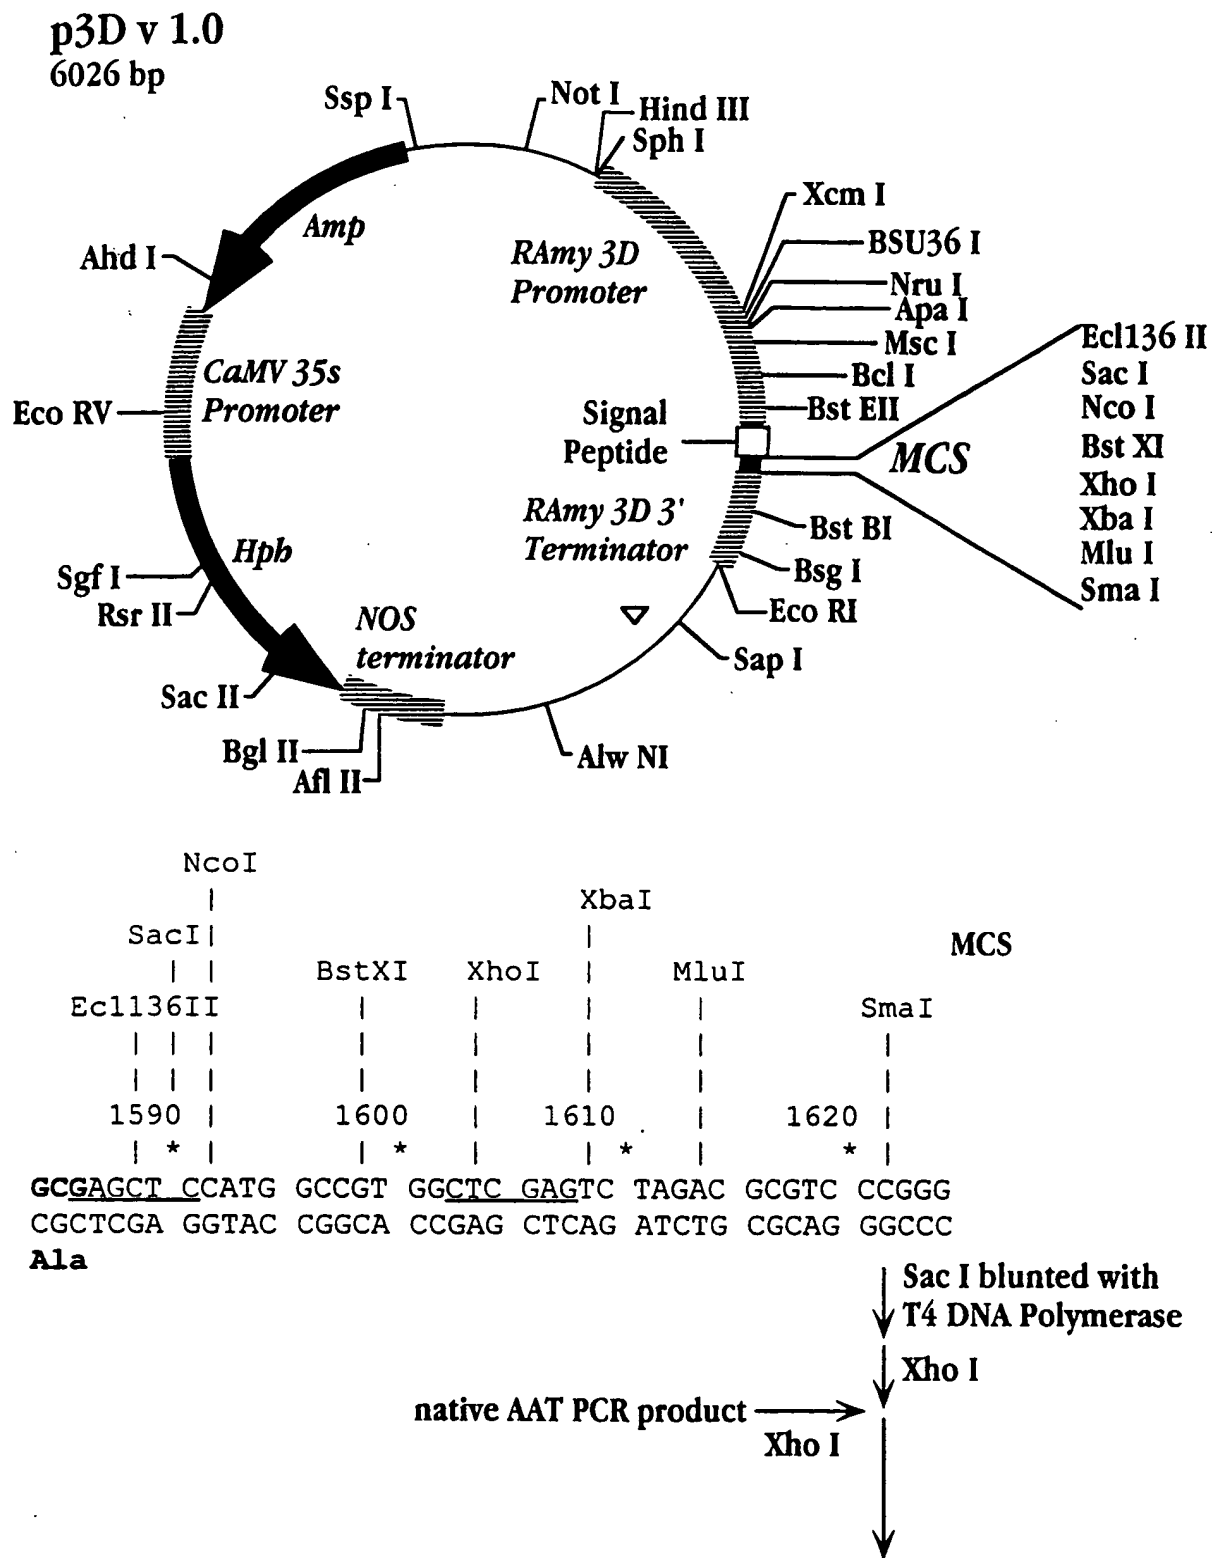 p3D v 1.0
6026 bp
Ssp I
Not I
Hind III
Sph I
Xcm I
BSU36 I
Nru I
Apa I
Msc I
Bcl I
Bst EII
Amp
RAmy 3D
Promoter
Ahd I
CaMV 35s
Promoter
Eco RV
Signal
Peptide
MCS
Ecl136 II
Sac I
Nco I
Bst XI
Xho I
Xba I
Mlu I
Sma I
RAmy 3D 3'
Terminator
Bst BI
Bsg I
Eco RI
Sap I
Hph
Sgf I
Rsr II
NOS
terminator
Sac II
Bgl II
Afl II
Alw NI
NcoI
XbaI
SacI
MCS
BstXI XhoI MluI
Ecl136II SmaI
1590 1600 1610 1620
* * * *
GCGAGCT CCATGG GCCGT GGCTC GAGTC TAGAC GCGTC CCGGG
CGCTCGA GGTAC CGGCA CCGAG CTCAG ATCTG CGCAG GGCCC
Ala
Sac I blunted with
T4 DNA Polymerase
Xho I
native AAT PCR product
Xho I